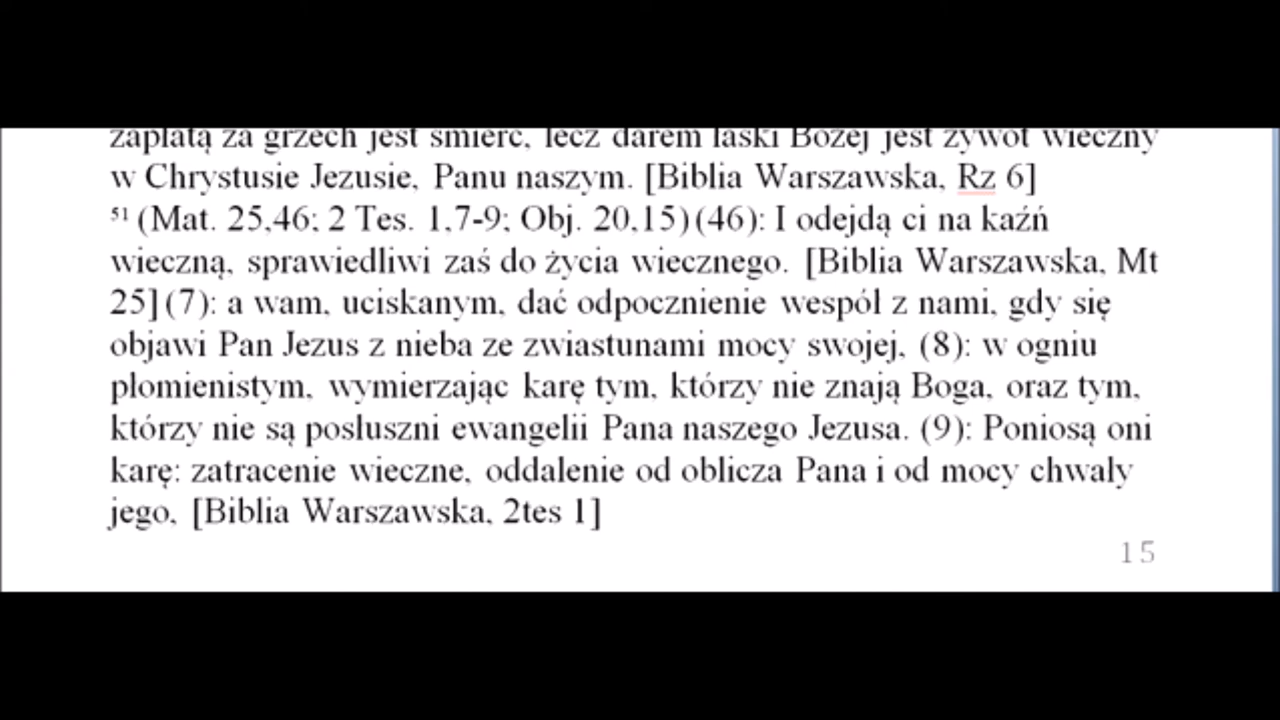 zapłatą za grzech jest śmierć, lecz darem łaski Bożej jest żywot wieczny
w Chrystusie Jezusie, Panu naszym. [Biblia Warszawska, Rz 6]
51 (Mat. 25,46; 2 Tes. 1,7-9; Obj. 20,15)(46): I odejdą ci na kaźń
wieczną, sprawiedliwi zaś do życia wiecznego. [Biblia Warszawska, Mt
25](7): a wam, uciskanym, dać odpocznienie wespół z nami, gdy się
objawi Pan Jezus z nieba ze zwiastunami mocy swojej, (8): w ogniu
płomienistym, wymierzając karę tym, którzy nie znają Boga, oraz tym,
którzy nie są posłuszni ewangelii Pana naszego Jezusa. (9): Poniosą oni
karę: zatracenie wieczne, oddalenie od oblicza Pana i od mocy chwały
jego, [Biblia Warszawska, 2tes 1]
15